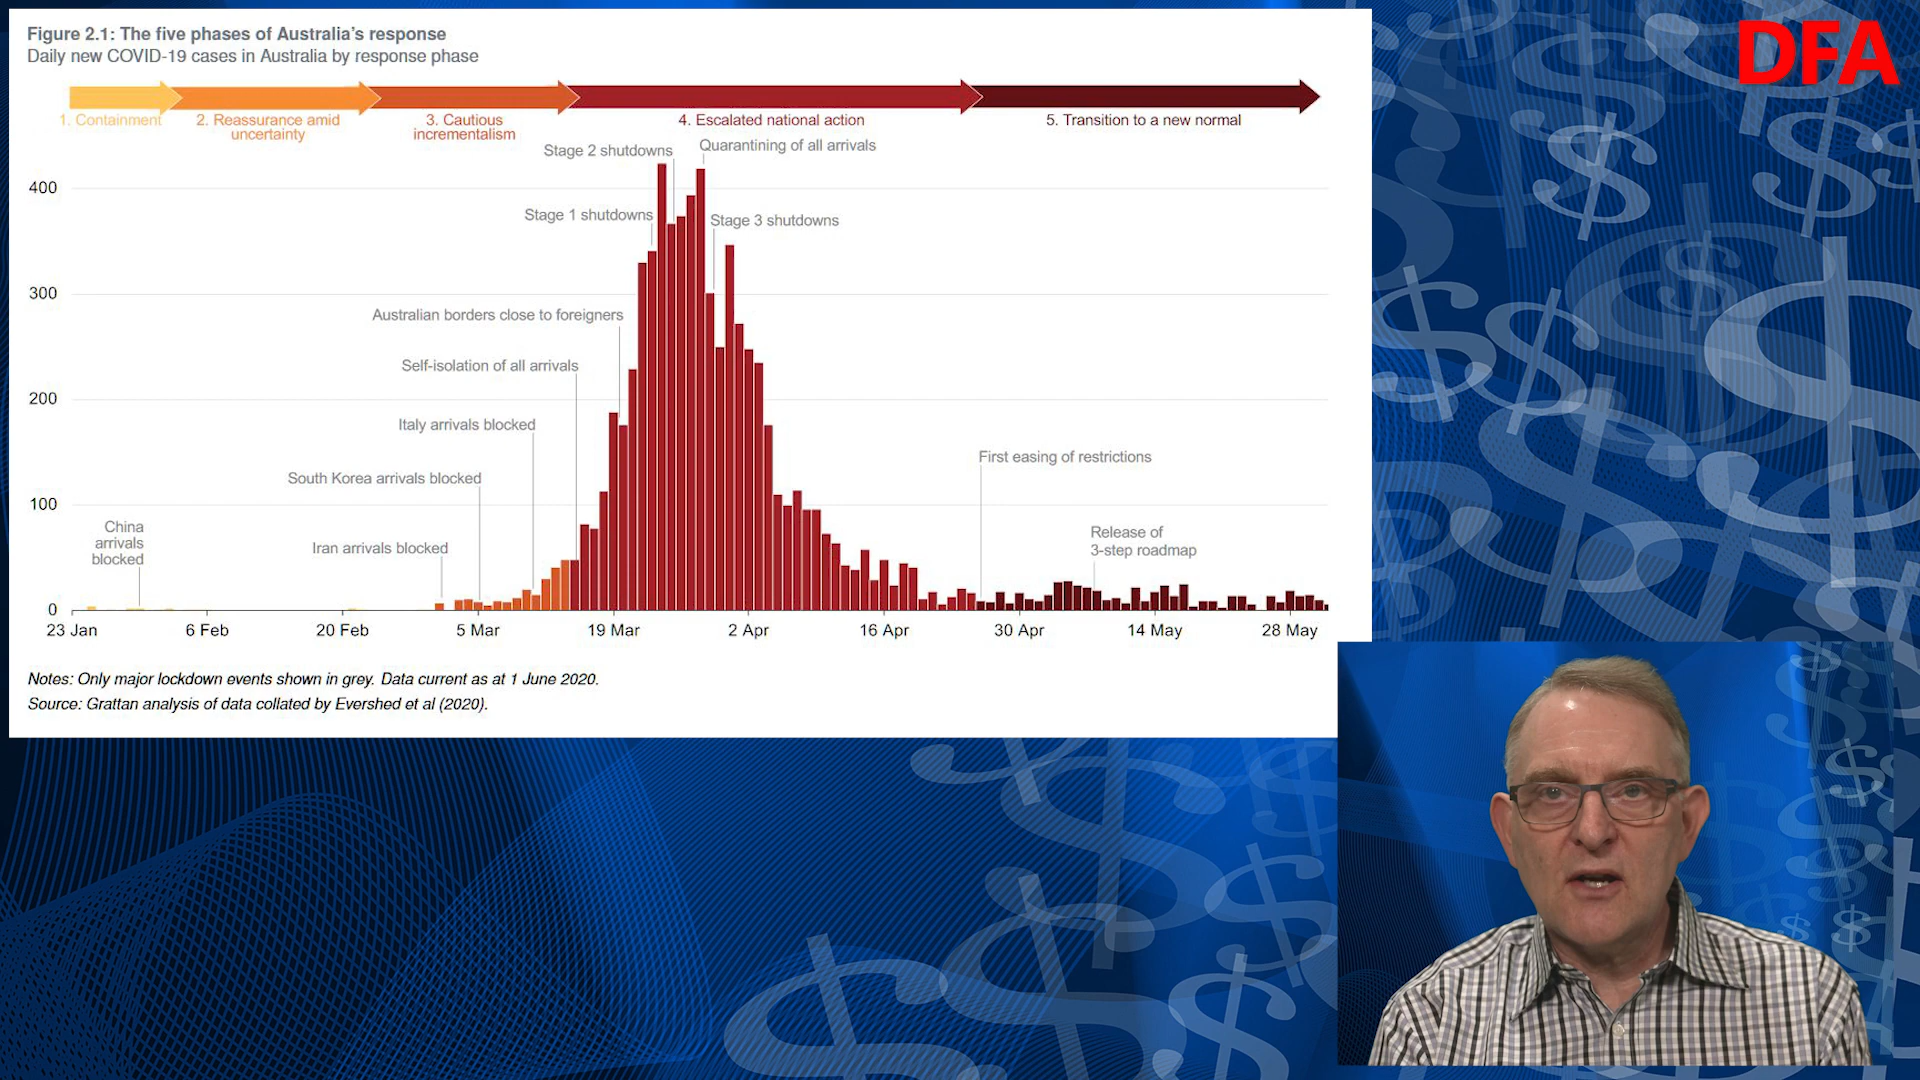 Figure 2.1: The five phases of Australia's response
Daily new COVID-19 cases in Australia by response phase
DFA
1. Containment
2. Reassurance amid
uncertainty
3. Cautious
incrementalism
4. Escalated national action
5. Transition to a new normal
Stage 2 shutdowns
Quarantining of all arrivals
Stage 1 shutdowns
Stage 3 shutdowns
Australian borders close to foreigners
Self-isolation of all arrivals
Italy arrivals blocked
South Korea arrivals blocked
Iran arrivals blocked
China
arrivals
blocked
First easing of restrictions
Release of
3-step roadmap
400
300
200
100
0
23 Jan
6 Feb
20 Feb
5 Mar
19 Mar
2 Apr
16 Apr
30 Apr
14 May
28 May
Notes: Only major lockdown events shown in grey. Data current as at 1 June 2020.
Source: Grattan analysis of data collated by Evershed et al (2020).